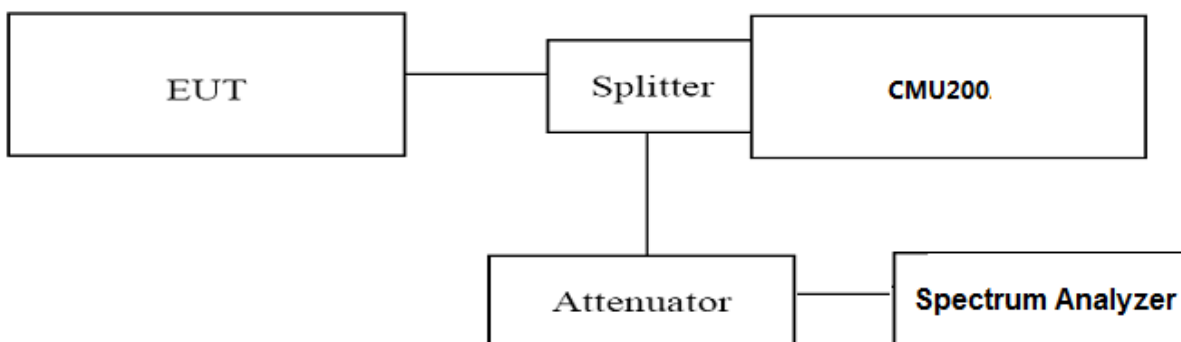 EUT
Splitter
CMU200
Attenuator
Spectrum Analyzer